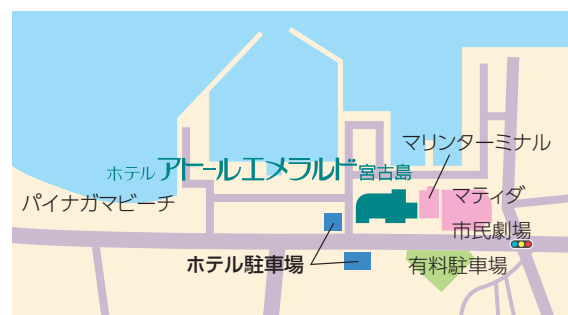 マリンターミナル
ホテル アトールエメラルド 宮古島
パイナガマビーチ
マティダ
市民劇場
ホテル駐車場
有料駐車場